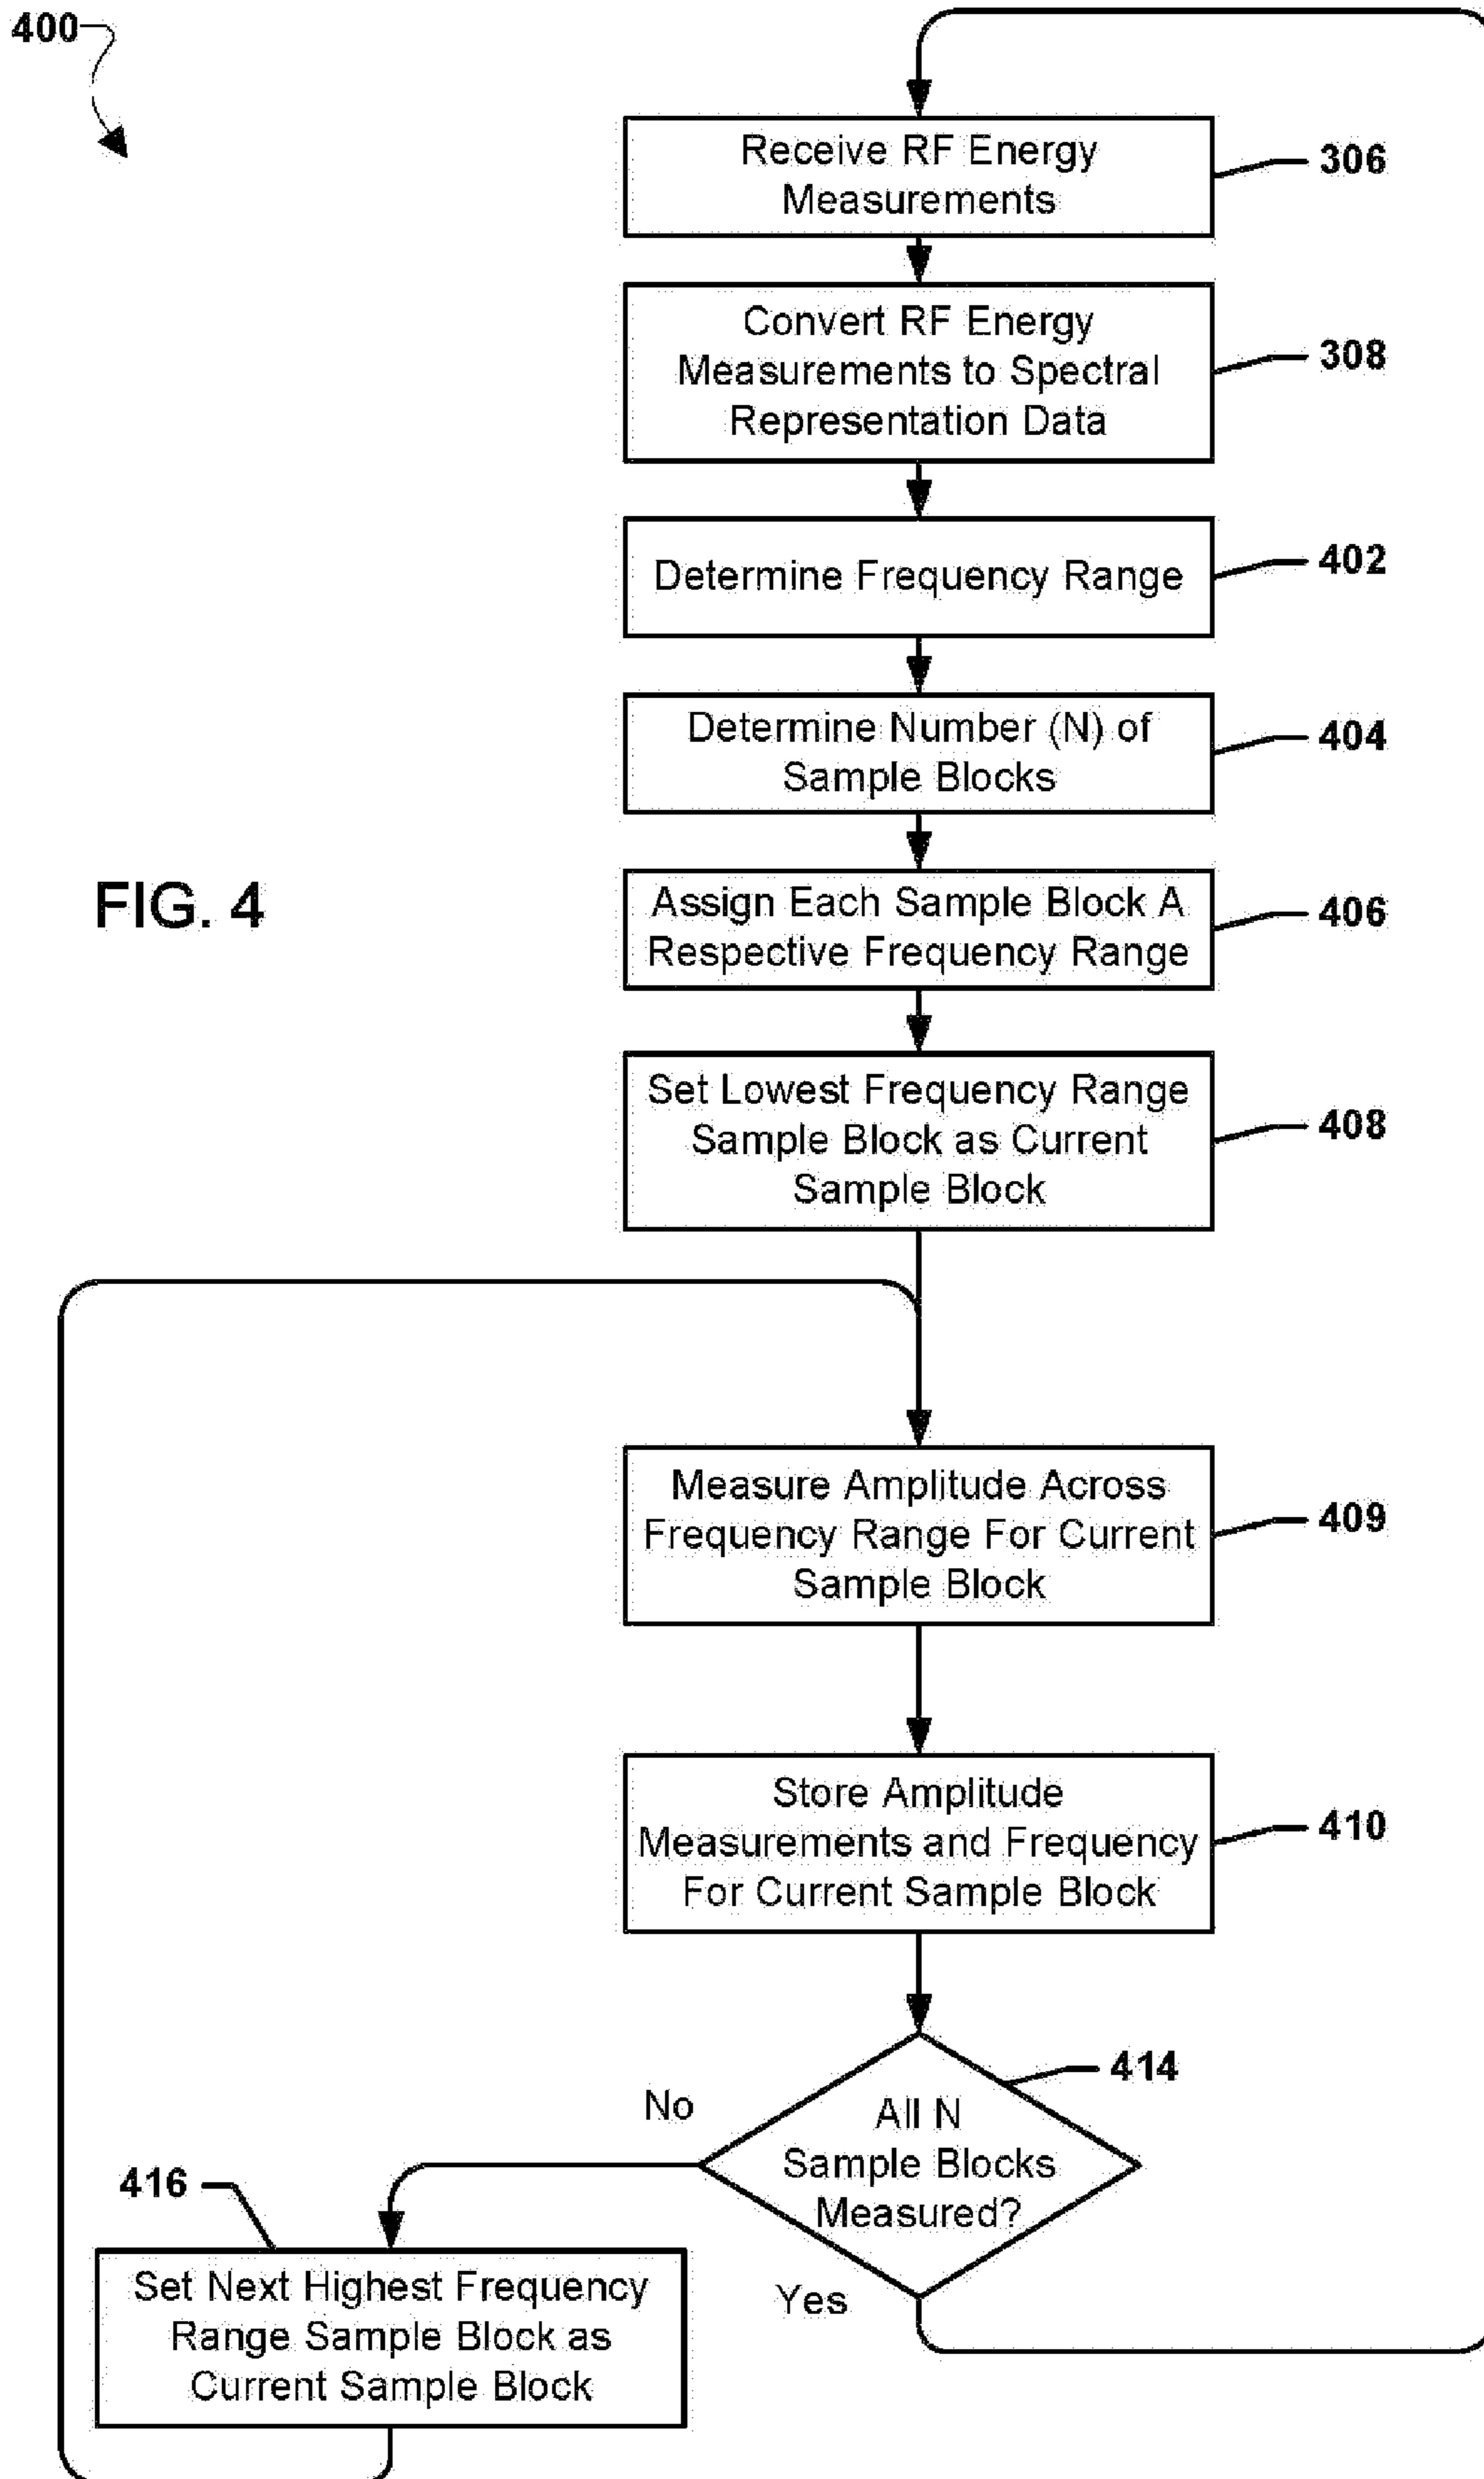 400
Receive RF Energy
Measurements
306
Convert RF Energy
Measurements to Spectral
Representation Data
308
Determine Frequency Range
402
Determine Number (N) of
Sample Blocks
404
FIG. 4
Assign Each Sample Block A
Respective Frequency Range
406
Set Lowest Frequency Range
Sample Block as Current
Sample Block
408
Measure Amplitude Across
Frequency Range For Current
Sample Block
409
Store Amplitude
Measurements and Frequency
For Current Sample Block
410
All N
Sample Blocks
Measured?
414
No
Yes
416
Set Next Highest Frequency
Range Sample Block as
Current Sample Block